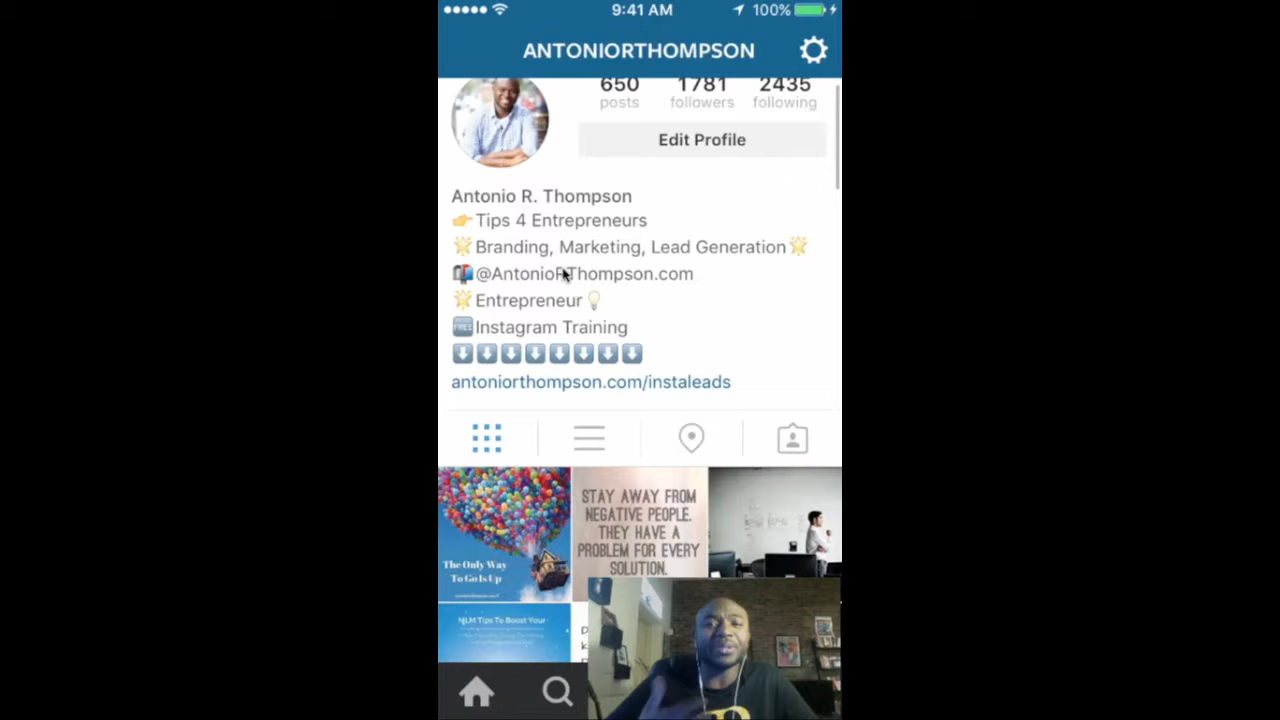 9:41 AM
100%
ANTONIORTHOMPSON
650 1781 2435
posts followers following
Edit Profile
Antonio R. Thompson
Tips 4 Entrepreneurs
Branding, Marketing, Lead Generation
@AntonioRThompson.com
Entrepreneur
FREE Instagram Training
antoniorthompson.com/instaleads
The Only Way
To Go Is Up
STAY AWAY FROM
NEGATIVE PEOPLE.
THEY HAVE A
PROBLEM FOR EVERY
SOLUTION.
MLM Tips To Boost Your